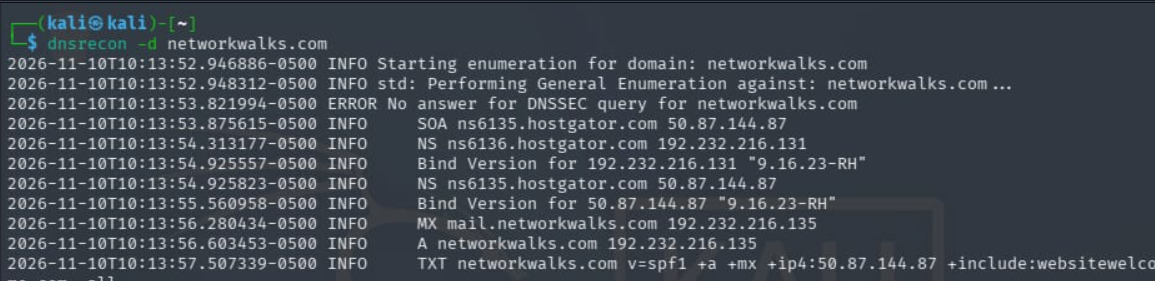 (kali㉿kali)-[~]
$ dnsrecon -d networkwalks.com
2026-11-10T10:13:52.946886-0500 INFO Starting enumeration for domain: networkwalks.com
2026-11-10T10:13:52.948312-0500 INFO std: Performing General Enumeration against: networkwalks.com...
2026-11-10T10:13:53.821994-0500 ERROR No answer for DNSSEC query for networkwalks.com
2026-11-10T10:13:53.875615-0500 INFO SOA ns6135.hostgator.com 50.87.144.87
2026-11-10T10:13:54.313177-0500 INFO NS ns6136.hostgator.com 192.232.216.131
2026-11-10T10:13:54.925557-0500 INFO Bind Version for 192.232.216.131 "9.16.23-RH"
2026-11-10T10:13:54.925823-0500 INFO NS ns6135.hostgator.com 50.87.144.87
2026-11-10T10:13:55.560958-0500 INFO Bind Version for 50.87.144.87 "9.16.23-RH"
2026-11-10T10:13:56.280434-0500 INFO MX mail.networkwalks.com 192.232.216.135
2026-11-10T10:13:56.603453-0500 INFO A networkwalks.com 192.232.216.135
2026-11-10T10:13:57.507339-0500 INFO TXT networkwalks.com v=spf1 +a +mx +ip4:50.87.144.87 +include:websitewelco